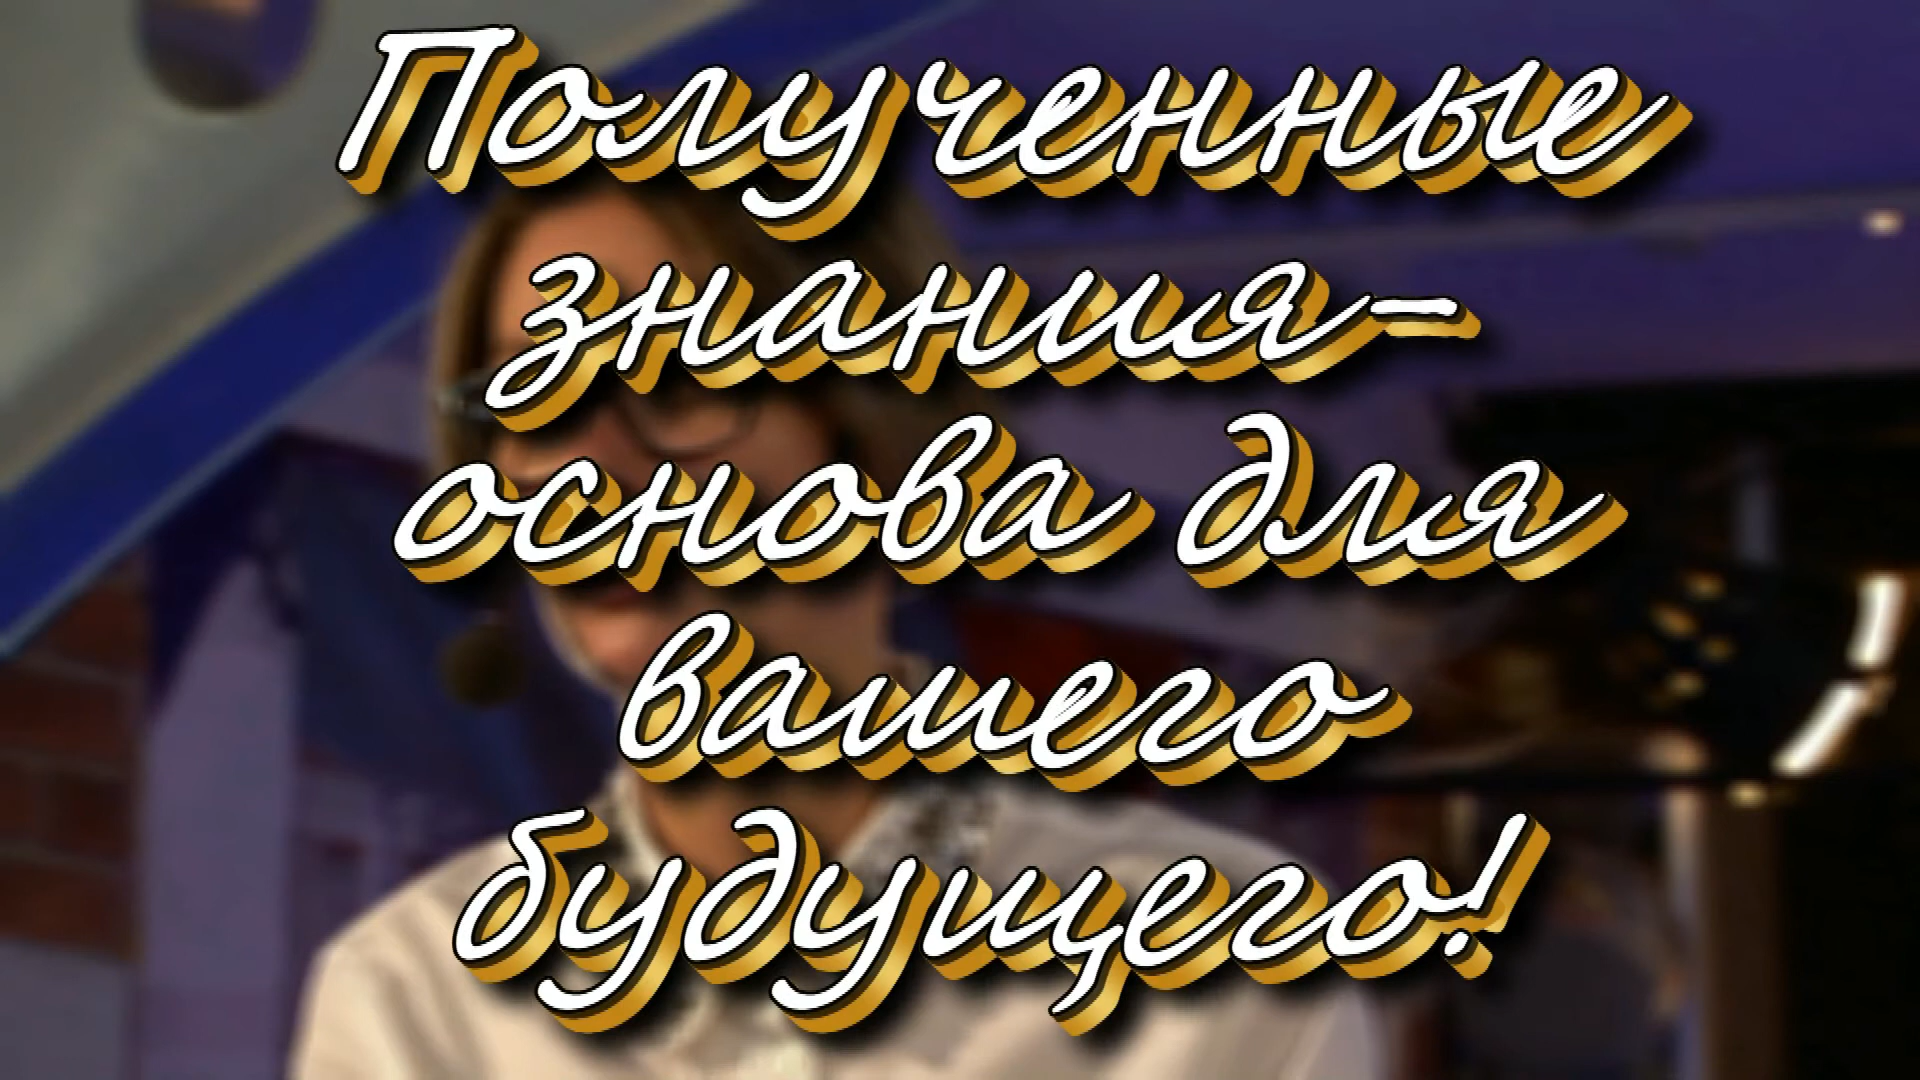 Полученные
знания-
основа для
вашего
будущего!